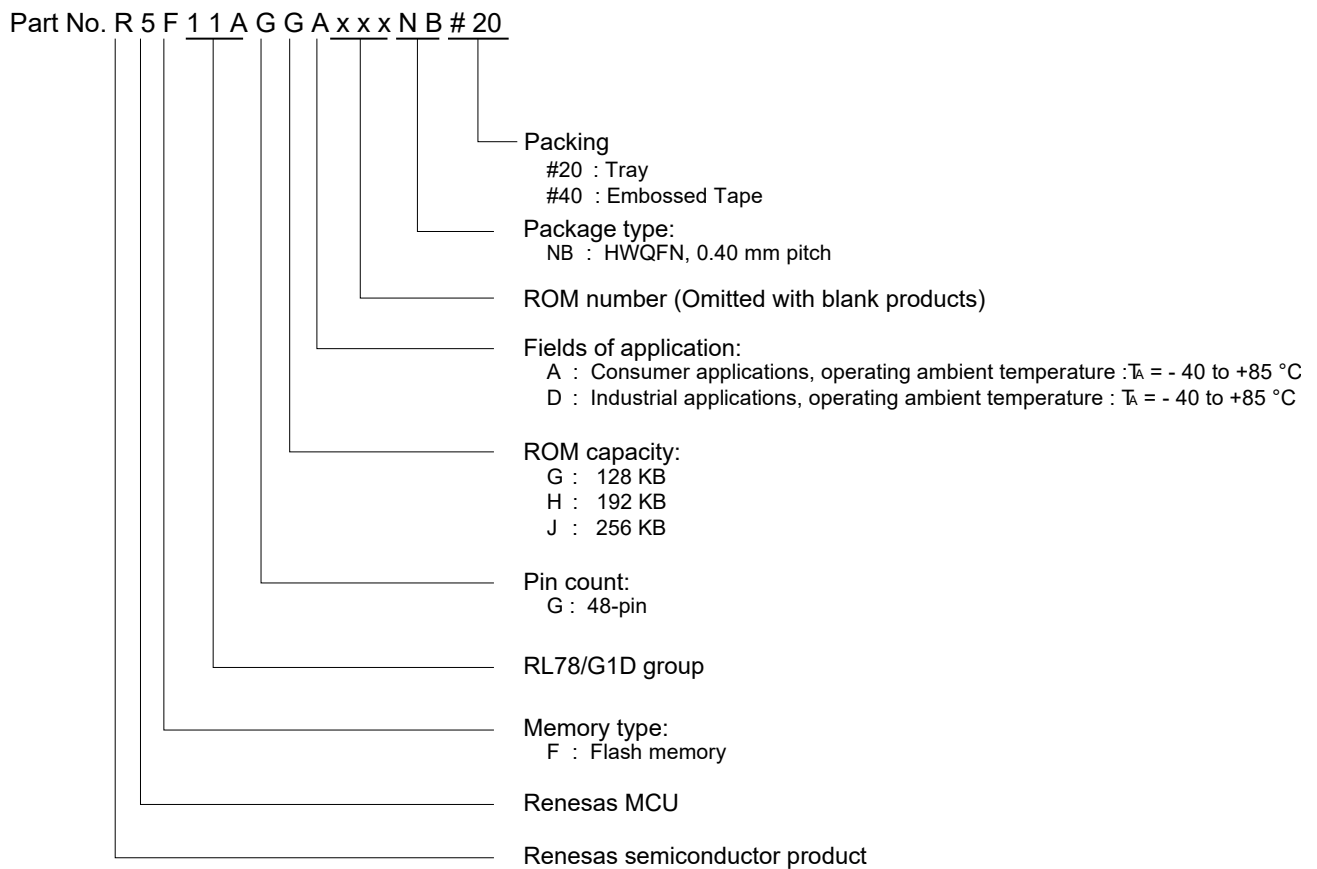 Part No. R 5 F 1 1 A G G A x x x N B # 20
Packing
#20 : Tray
#40 : Embossed Tape
Package type:
NB : HWQFN, 0.40 mm pitch
ROM number (Omitted with blank products)
Fields of application:
A : Consumer applications, operating ambient temperature :TA = - 40 to +85 °C
D : Industrial applications, operating ambient temperature : TA = - 40 to +85 °C
ROM capacity:
G : 128 KB
H : 192 KB
J : 256 KB
Pin count:
G : 48-pin
RL78/G1D group
Memory type:
F : Flash memory
Renesas MCU
Renesas semiconductor product